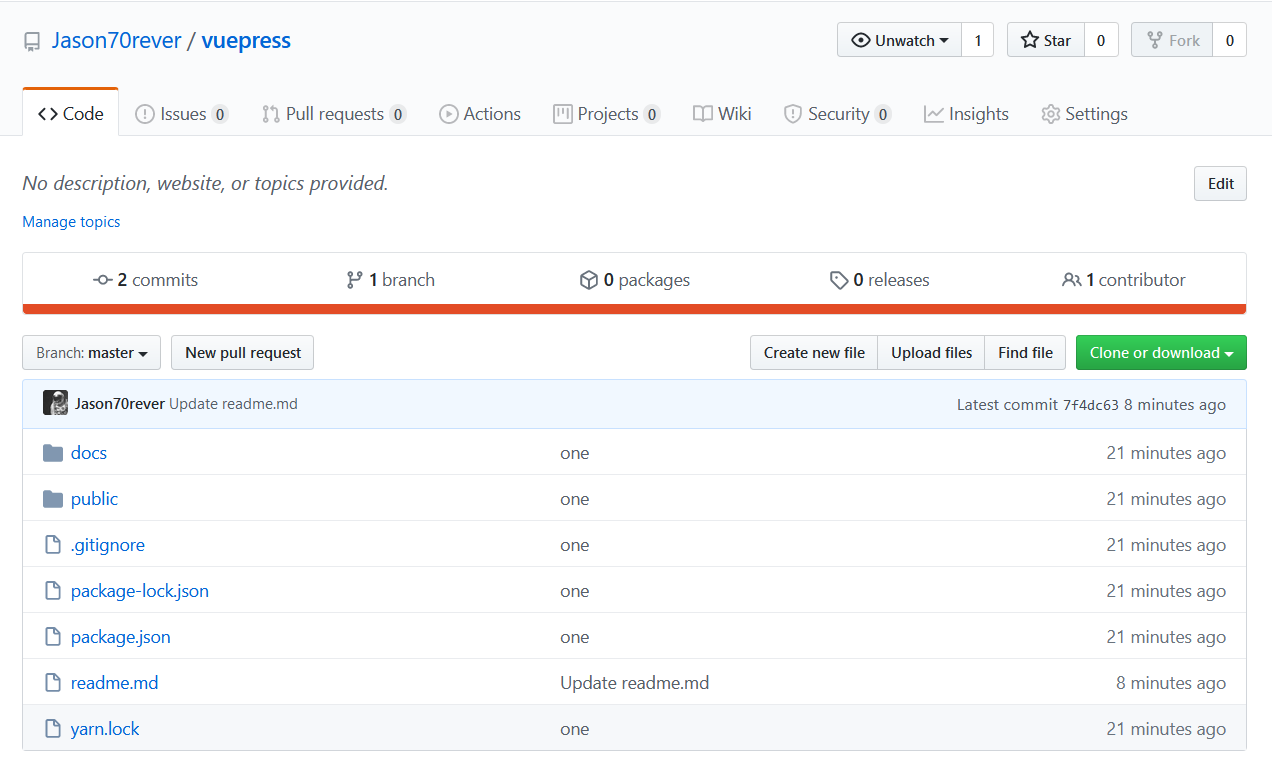 Jason70rever / vuepress
Unwatch 1 Star 0 Fork 0
Code Issues 0 Pull requests 0 Actions Projects 0 Wiki Security 0 Insights Settings
No description, website, or topics provided. Edit
Manage topics
2 commits 1 branch 0 packages 0 releases 1 contributor
Branch: master New pull request Create new file Upload files Find file Clone or download
Jason70rever Update readme.md Latest commit 7f4dc63 8 minutes ago
docs one 21 minutes ago
public one 21 minutes ago
.gitignore one 21 minutes ago
package-lock.json one 21 minutes ago
package.json one 21 minutes ago
readme.md Update readme.md 8 minutes ago
yarn.lock one 21 minutes ago